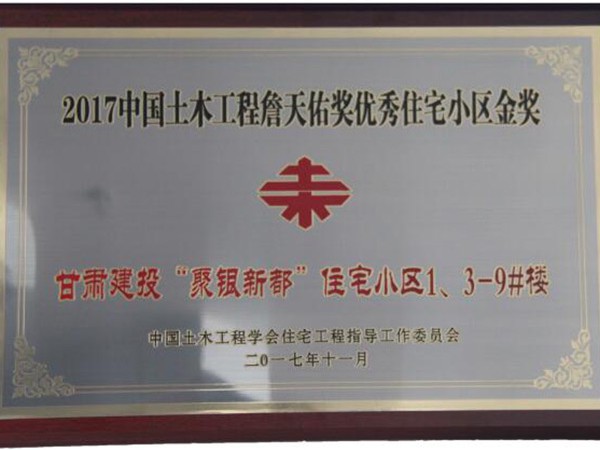 2017中国土木工程詹天佑奖优秀住宅小区金奖
甘肃建投“聚银新都”住宅小区1、3-9#楼
中国土木工程学会住宅工程指导工作委员会
二〇一七年十一月